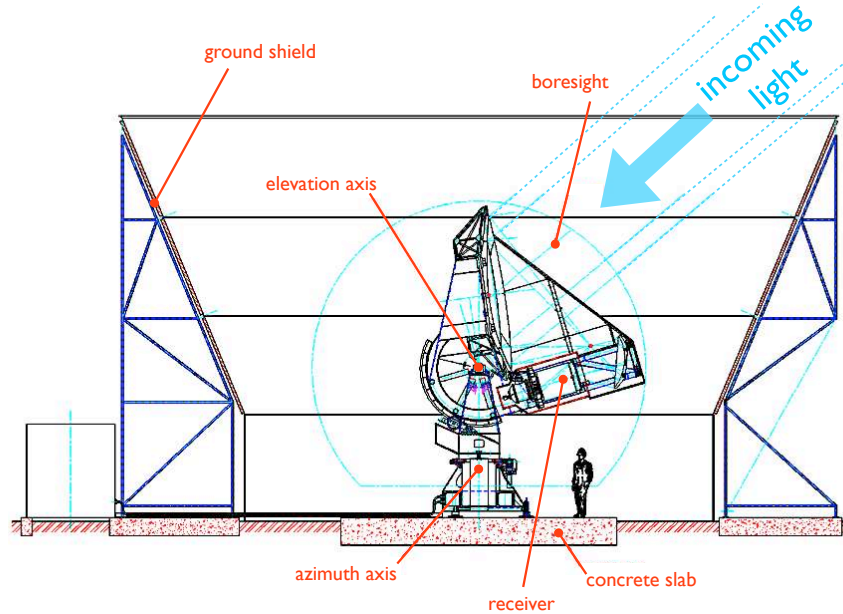 ground shield
incoming
light
boresight
elevation axis
azimuth axis
concrete slab
receiver